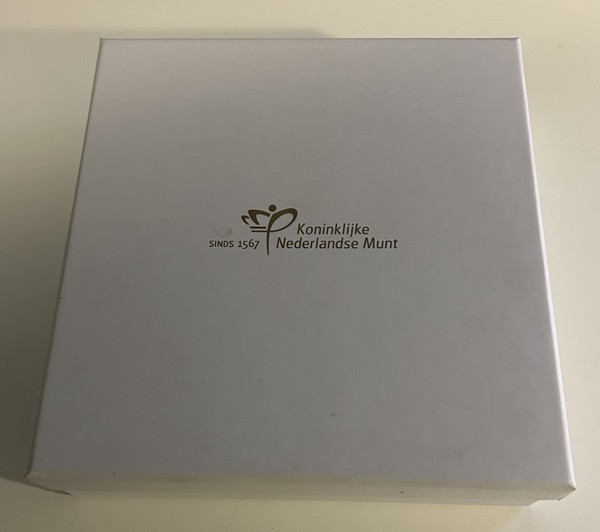 Koninklijke
SINDS 1567 Nederlandse Munt